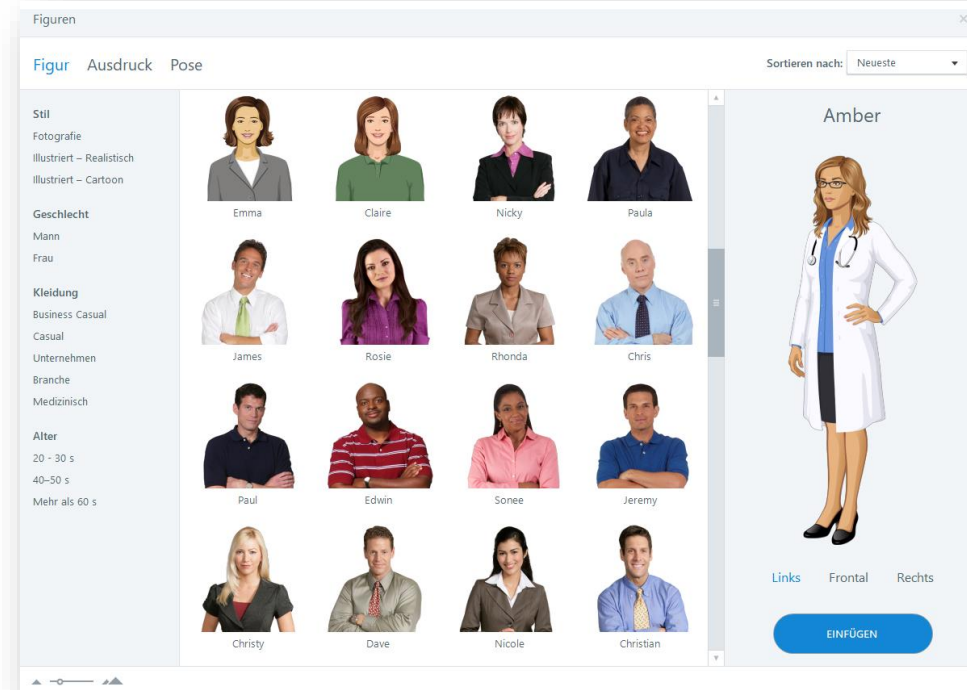 Figuren
Figur Ausdruck Pose
Sortieren nach: Neueste
Stil
Fotografie
Illustriert – Realistisch
Illustriert – Cartoon
Geschlecht
Mann
Frau
Kleidung
Business Casual
Casual
Unternehmen
Branche
Medizinisch
Alter
20 - 30 s
40–50 s
Mehr als 60 s
Emma Claire Nicky Paula
James Rosie Rhonda Chris
Paul Edwin Sonee Jeremy
Christy Dave Nicole Christian
Amber
Links Frontal Rechts
EINFÜGEN